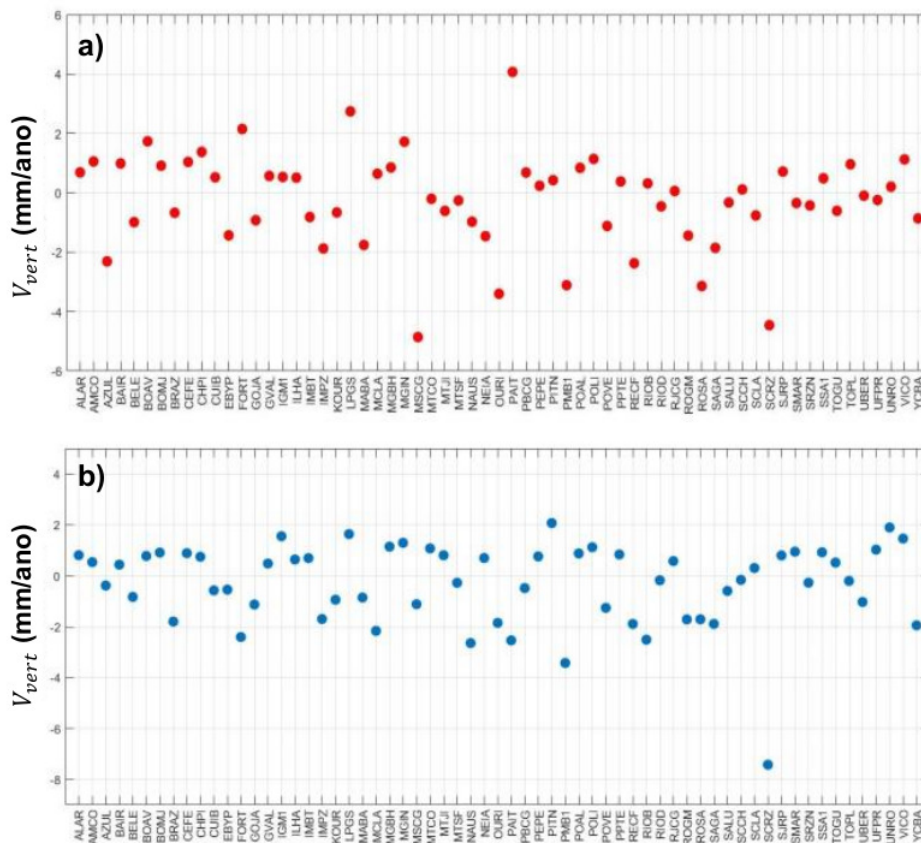 a)
V_vert (mm/ano)
6
4
2
0
-2
-4
-6
ALAR AMCO AZUL BAIR BELE BOAV BOMJ BRAZ CEFE CHPI CUIB EBYP FORT GOJA GVAL IGM1 ILHA IMBT IMPZ KOUR LPGS MABA MCLA MGBH MGIN MSCG MTCO MTJI MTSF NAUS NEIA OURI PAIT PBCG PEPE PITN PMB1 POAL POLI POVE PPTE RECF RIOB RIOD RJCG ROGM ROSA SAGA SALU SCCH SCLA SCRZ SJRP SMAR SRZN SSA1 TOGU TOPL UBER UFPR UNRO VICO YCBA
b)
V_vert (mm/ano)
4
2
0
-2
-4
-6
-8
ALAR AMCO AZUL BAIR BELE BOAV BOMJ BRAZ CEFE CHPI CUIB EBYP FORT GOJA GVAL IGM1 ILHA IMBT IMPZ KOUR LPGS MABA MCLA MGBH MGIN MSCG MTCO MTJI MTSF NAUS NEIA OURI PAIT PBCG PEPE PITN PMB1 POAL POLI POVE PPTE RECF RIOB RIOD RJCG ROGM ROSA SAGA SALU SCCH SCLA SCRZ SJRP SMAR SRZN SSA1 TOGU TOPL UBER UFPR UNRO VICO YCBA